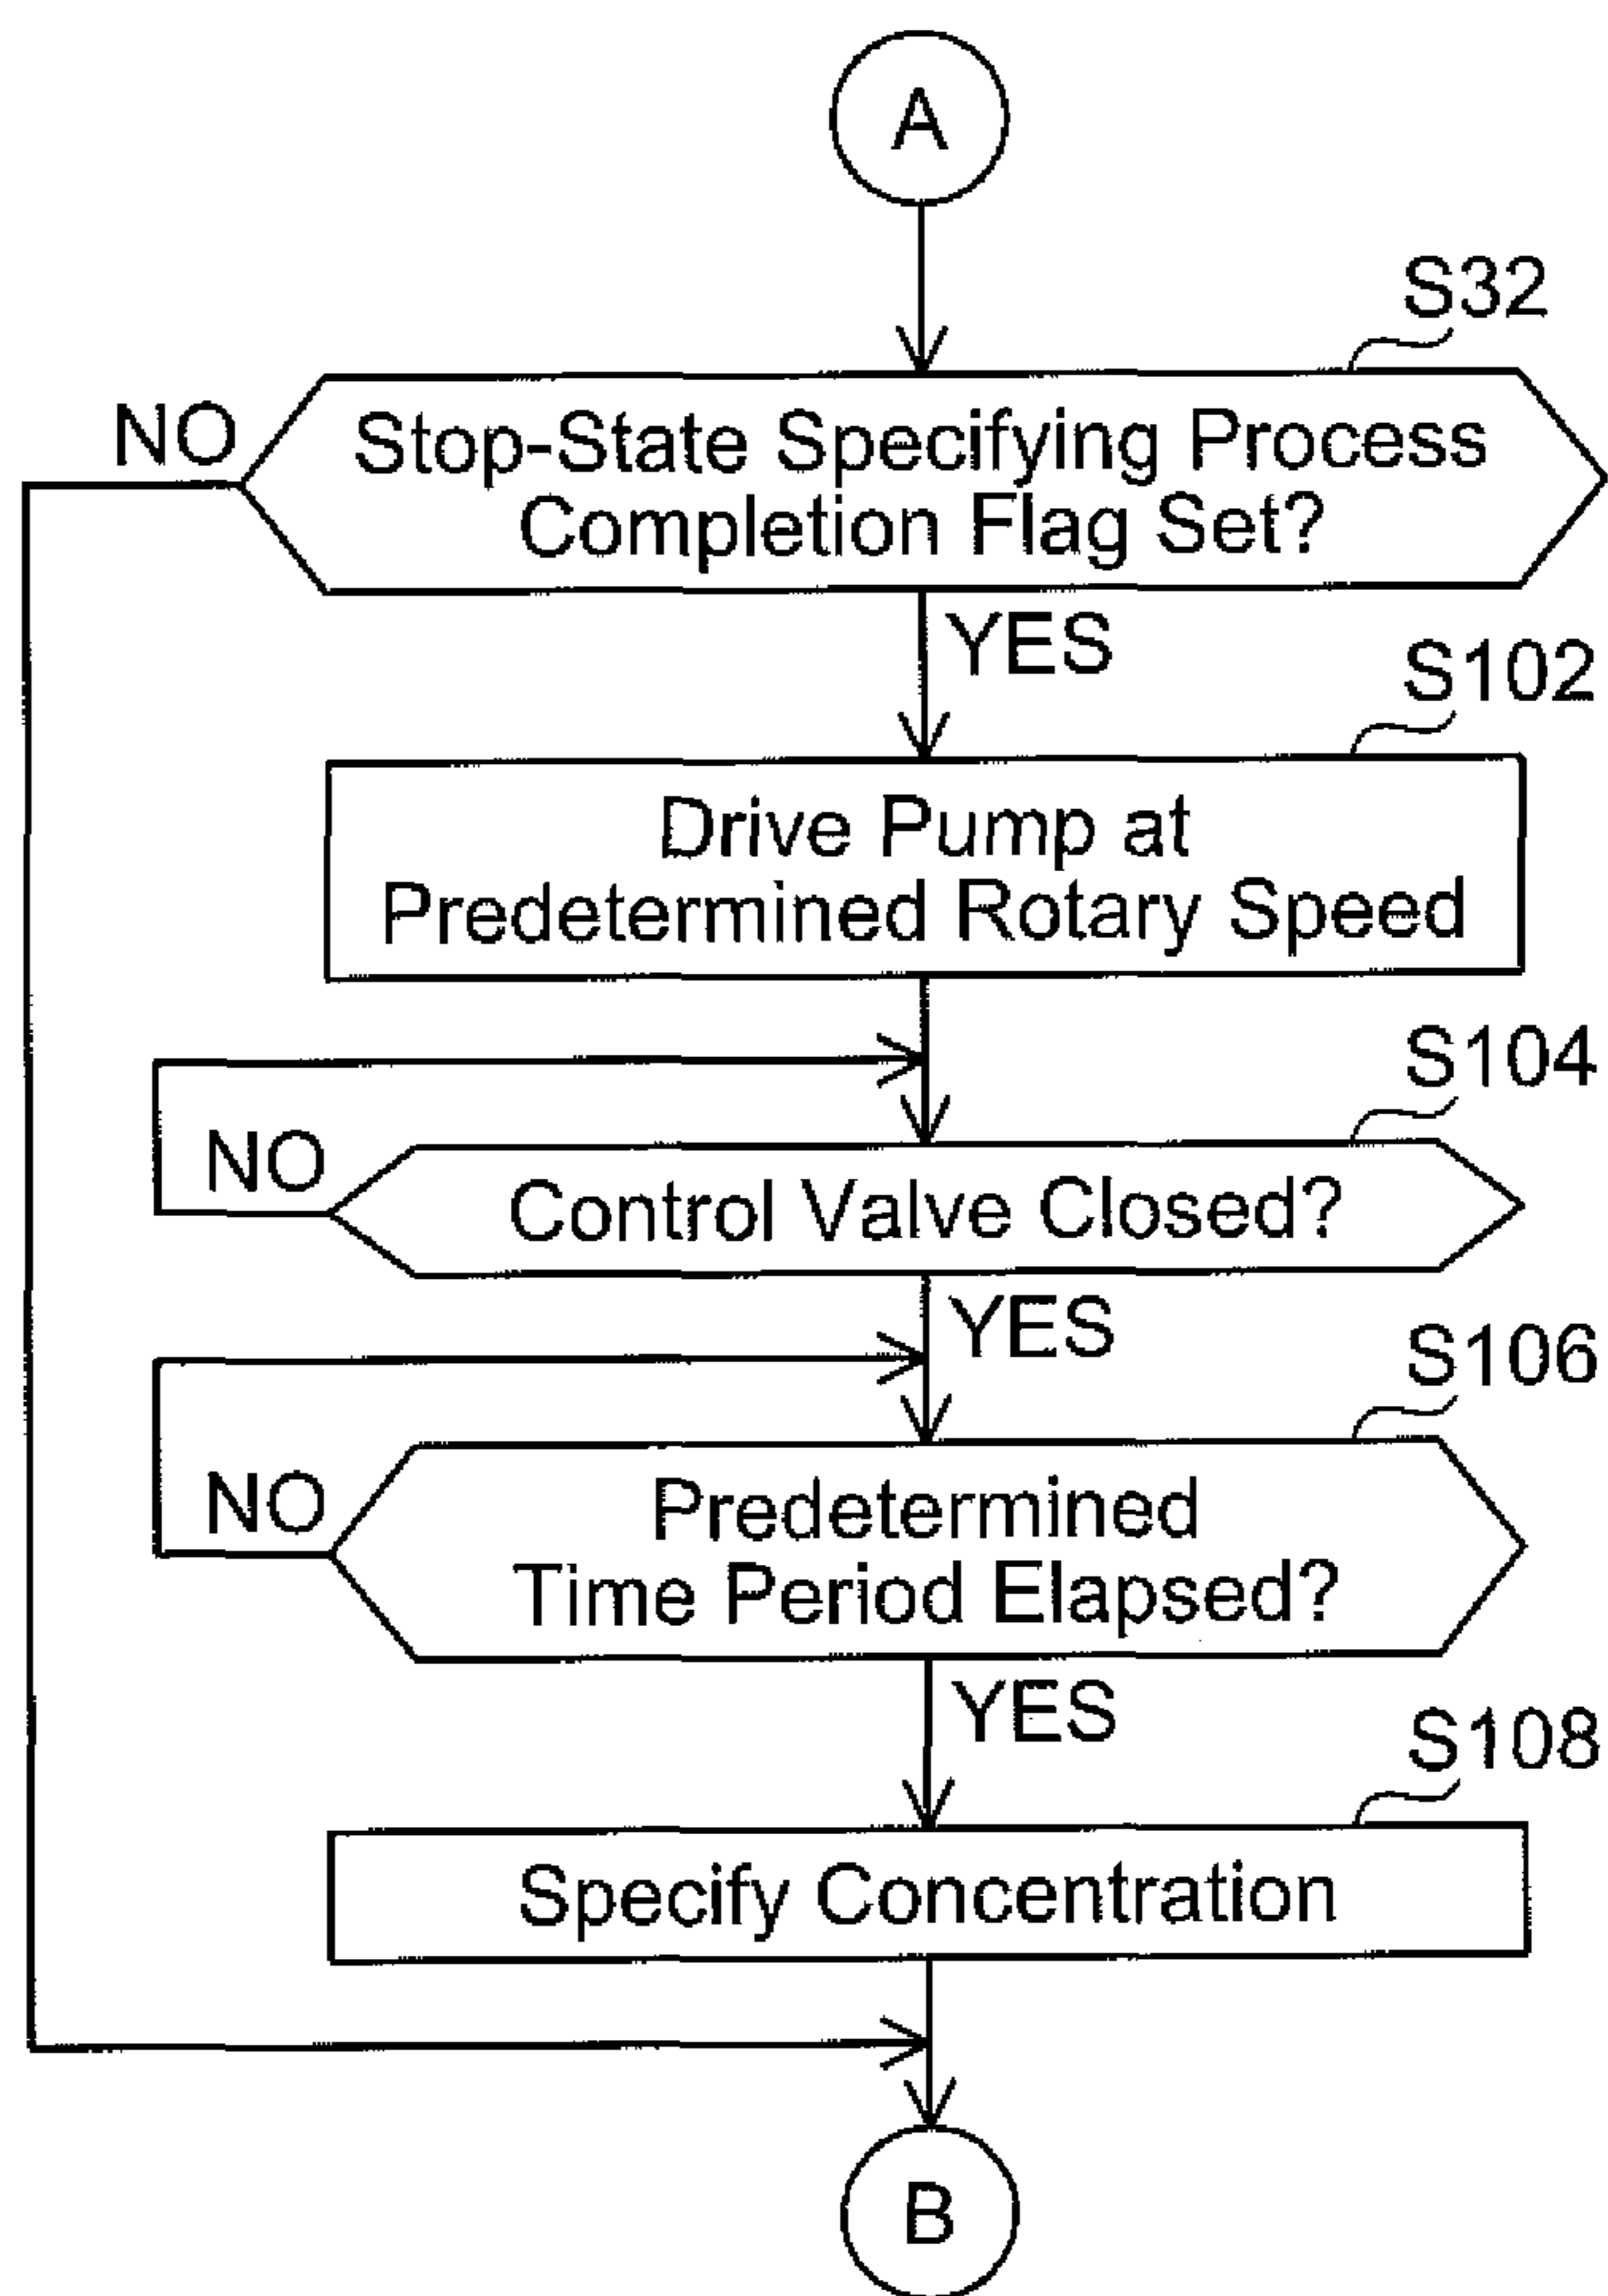 A
S32
NO
Stop-State Specifying Process
Completion Flag Set?
YES
S102
Drive Pump at
Predetermined Rotary Speed
S104
NO
Control Valve Closed?
YES
S106
NO
Predetermined
Time Period Elapsed?
YES
S108
Specify Concentration
B